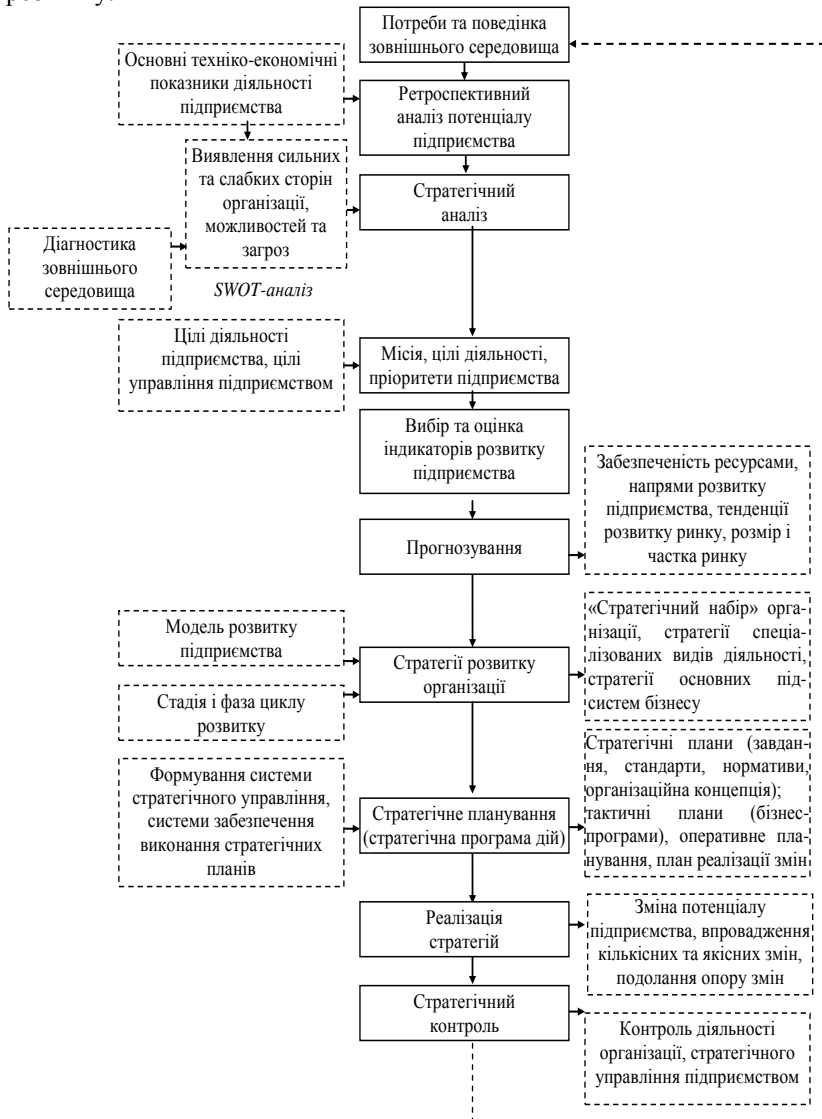 Потреби та поведінка
зовнішнього середовища
Основні техніко-економічні
показники діяльності
підприємства
Ретроспективний
аналіз потенціалу
підприємства
Виявлення сильних
та слабких сторін
організації,
можливостей та
загроз
Стратегічний
аналіз
Діагностика
зовнішнього
середовища
SWOT-аналіз
Цілі діяльності
підприємства, цілі
управління підприємством
Місія, цілі діяльності,
пріоритети підприємства
Вибір та оцінка
індикаторів розвитку
підприємства
Забезпеченість ресурсами,
напрями розвитку
підприємства, тенденції
розвитку ринку, розмір і
частка ринку
Прогнозування
Модель розвитку
підприємства
Стадія і фаза циклу
розвитку
Стратегії розвитку
організації
«Стратегічний набір» орга-
нізації, стратегії спеціа-
лізованих видів діяльності,
стратегії основних під-
систем бізнесу
Формування системи
стратегічного управління,
системи забезпечення
виконання стратегічних
планів
Стратегічне планування
(стратегічна програма дій)
Стратегічні плани (завдан-
ня, стандарти, нормативи,
організаційна концепція);
тактичні плани (бізнес-
програми), оперативне пла-
нування, план реалізації змін
Реалізація
стратегій
Зміна потенціалу
підприємства, впровадження
кількісних та якісних змін,
подолання опору змін
Стратегічний
контроль
Контроль діяльності
організації, стратегічного
управління підприємством